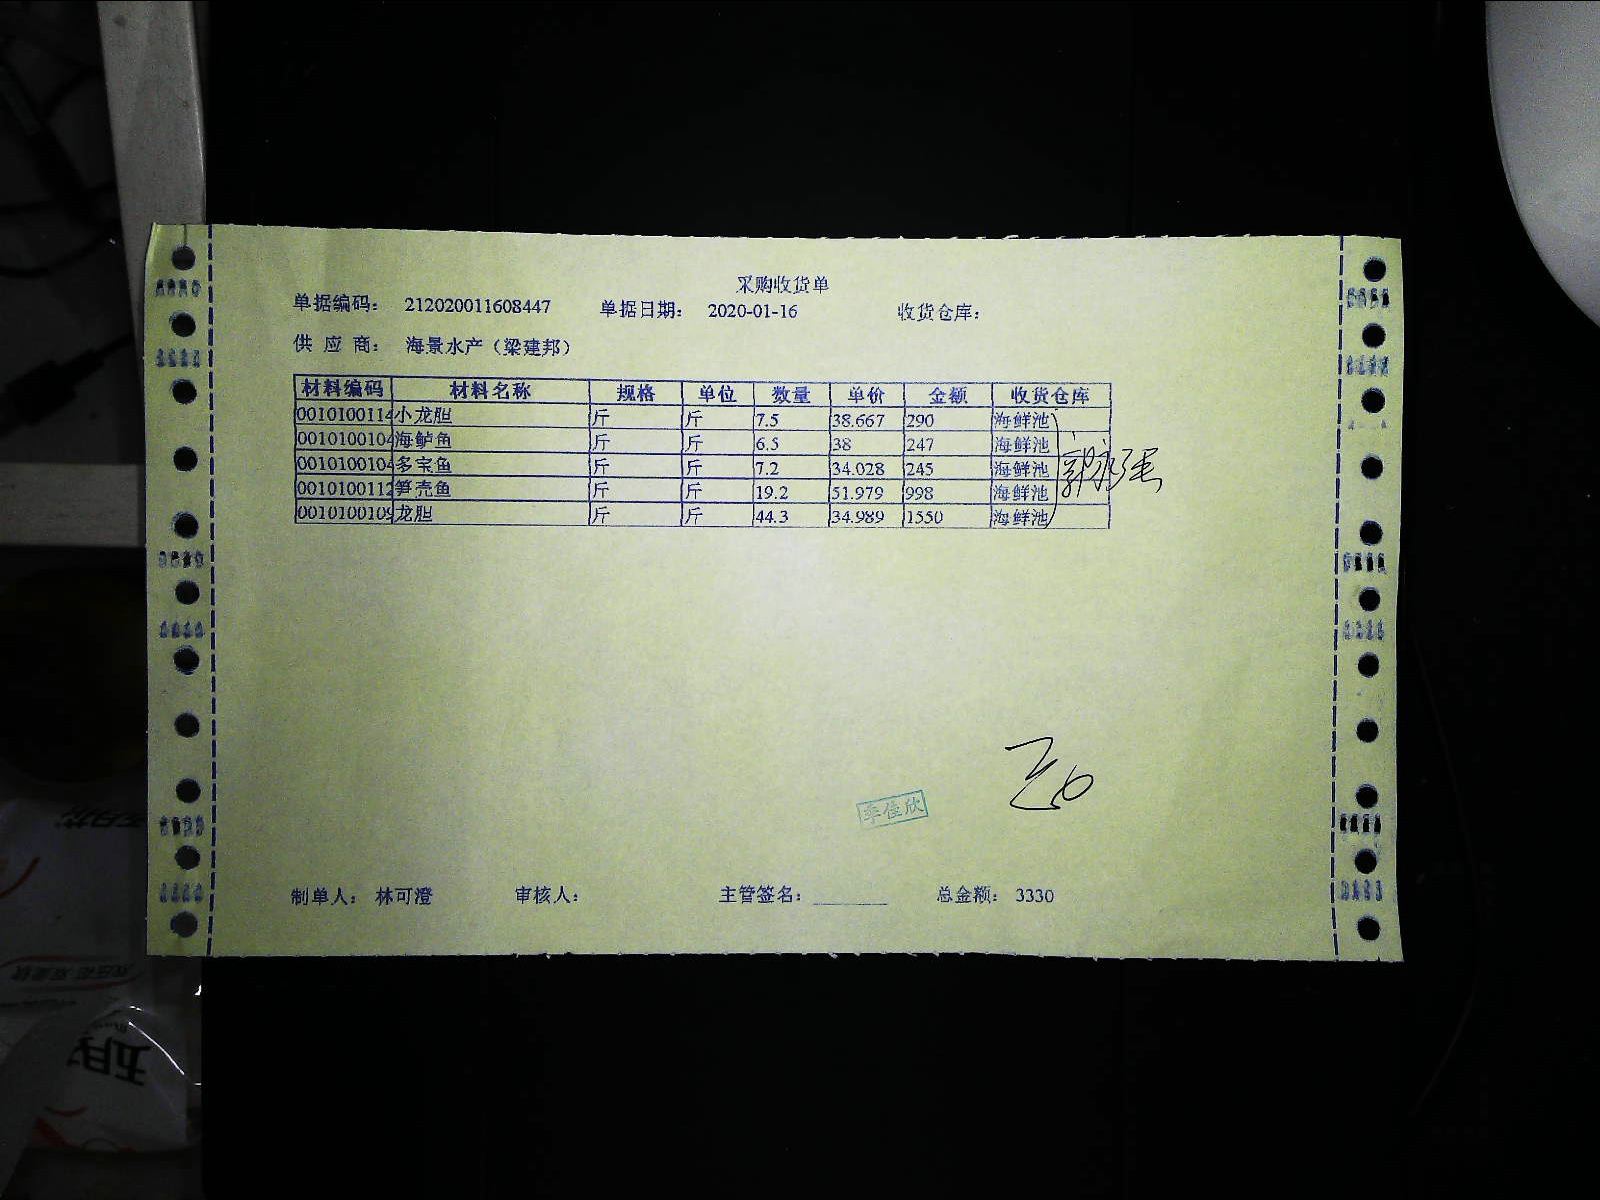 采购收货单
单据编码： 212020011608447 单据日期： 2020-01-16 收货仓库：
供 应 商： 海景水产（梁建邦）
材料编码 材料名称 规格 单位 数量 单价 金额 收货仓库
0010100114 小龙胆 斤 斤 7.5 38.667 290 海鲜池
0010100104 海鲈鱼 斤 斤 6.5 38 247 海鲜池
0010100104 多宝鱼 斤 斤 7.2 34.028 245 海鲜池
0010100112 笋壳鱼 斤 斤 19.2 51.979 998 海鲜池
0010100109 龙胆 斤 斤 44.3 34.989 1550 海鲜池
制单人： 林可澄 审核人： 主管签名： 总金额： 3330